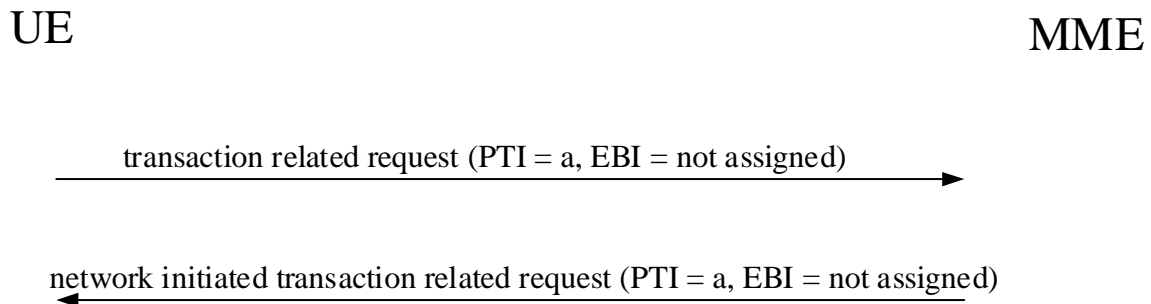 UE
MME
transaction related request (PTI = a, EBI = not assigned)
network initiated transaction related request (PTI = a, EBI = not assigned)